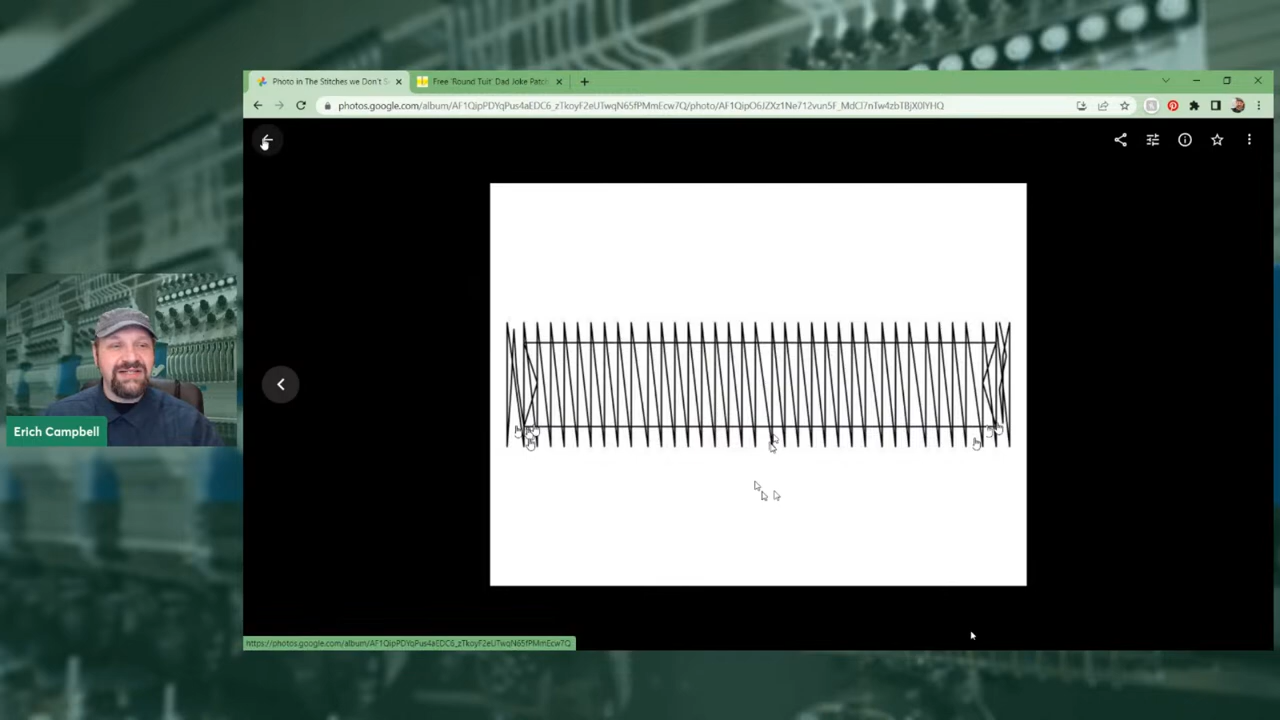 Photo in The Stitches we Don't S
Free 'Round Tuit' Dad Joke Patch
photos.google.com/album/AF1QipPDYqPus4aEDC6_zTkoyF2eUTwqN65fPMmEcw7Q/photo/AF1QipO6JZXz1Ne712vun5F_MdCJ7nTw4zbTBjX0lYHQ
Erich Campbell
https://photos.google.com/album/AF1QipPDYqPus4aEDC6_zTkoyF2eUTwqN65fPMmEcw7Q